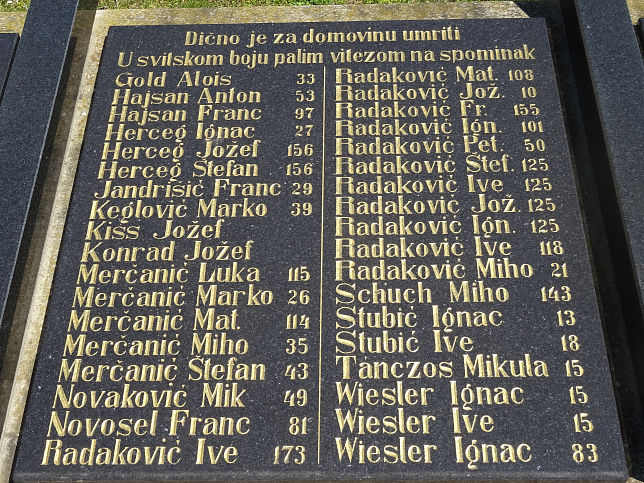 Dično je za domovinu umriti
U svitskom boju palim vitezom na spominak
Gold Alois 33
Hajsan Anton 53
Hajsan Franc 97
Herceg Ignac 27
Herceg Jožef 156
Herceg Štefan 156
Jandrišić Franc 29
Keglović Marko 39
Kišš Jožef
Konrad Jožef
Merčanić Luka 115
Merčanić Marko 26
Merčanić Mat. 114
Merčanić Miho 35
Merčanić Štefan 43
Novaković Mik 49
Novosel Franc 81
Radaković Ive 173
Radaković Mat. 108
Radaković Jož. 10
Radaković Fr. 155
Radaković Ign. 101
Radaković Pet. 50
Radaković Štef. 125
Radaković Ive 125
Radaković Jož. 125
Radaković Ign. 125
Radaković Ive 118
Radaković Miho 21
Schuch Miho 143
Stubić Ignac 13
Stubić Ive 18
Tánczos Mikula 15
Wiesler Ignac 15
Wiesler Ive 15
Wiesler Ignac 83